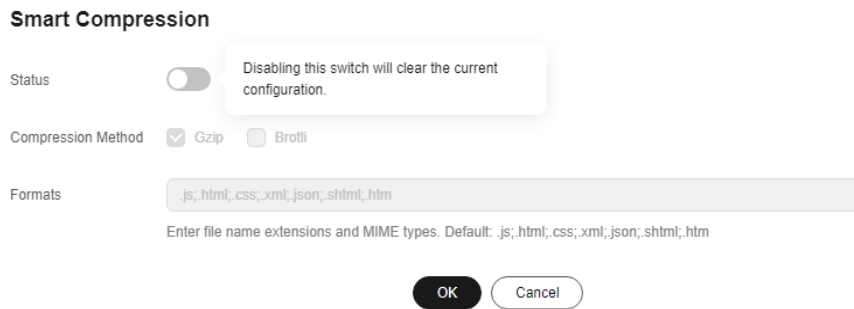 Smart Compression
Status
Disabling this switch will clear the current
configuration.
Compression Method Gzip Brotli
Formats .js;.html;.css;.xml;.json;.shtml;.htm
Enter file name extensions and MIME types. Default: .js;.html;.css;.xml;.json;.shtml;.htm
OK Cancel